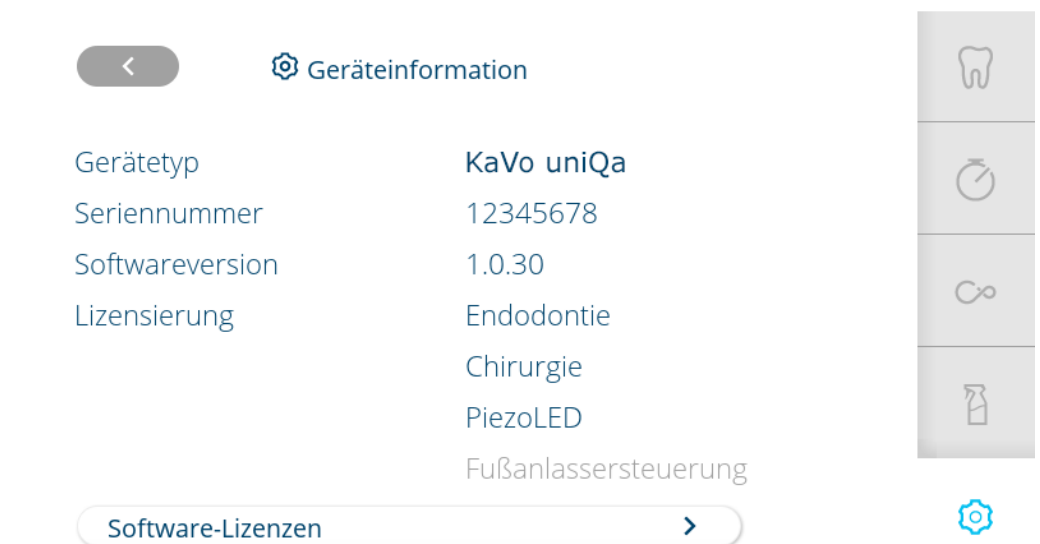 Geräteinformation
Gerätetyp KaVo uniQa
Seriennummer 12345678
Softwareversion 1.0.30
Lizensierung Endodontie
Chirurgie
PiezoLED
Fußanlassersteuerung
Software-Lizenzen